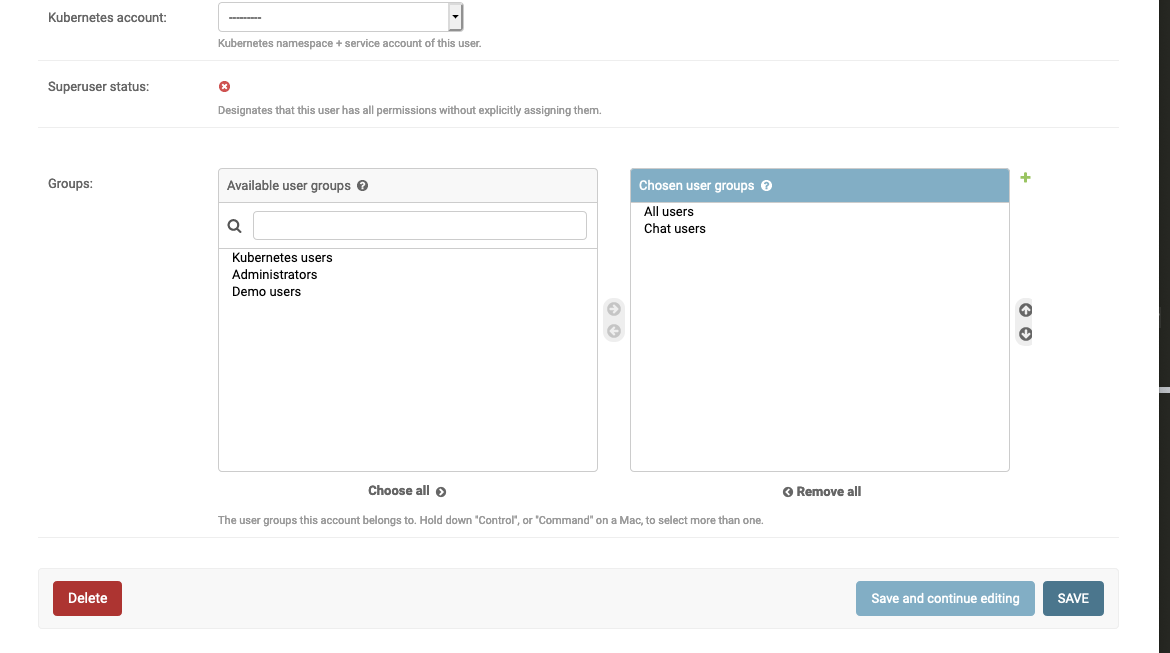 Kubernetes account:
---------
Kubernetes namespace + service account of this user.
Superuser status:
Designates that this user has all permissions without explicitly assigning them.
Groups:
Available user groups
Kubernetes users
Administrators
Demo users
Choose all
Chosen user groups
All users
Chat users
Remove all
The user groups this account belongs to. Hold down "Control", or "Command" on a Mac, to select more than one.
Delete
Save and continue editing
SAVE